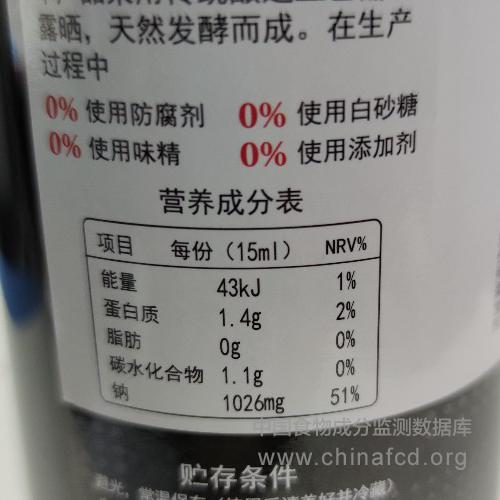 露晒，天然发酵而成。在生产
过程中
0% 使用防腐剂 0% 使用白砂糖
0% 使用味精 0% 使用添加剂
营养成分表
项目 每份（15ml） NRV%
能量 43kJ 1%
蛋白质 1.4g 2%
脂肪 0g 0%
碳水化合物 1.1g 0%
钠 1026mg 51%
中国食物成分监测数据库
www.chinafcd.org
贮存条件